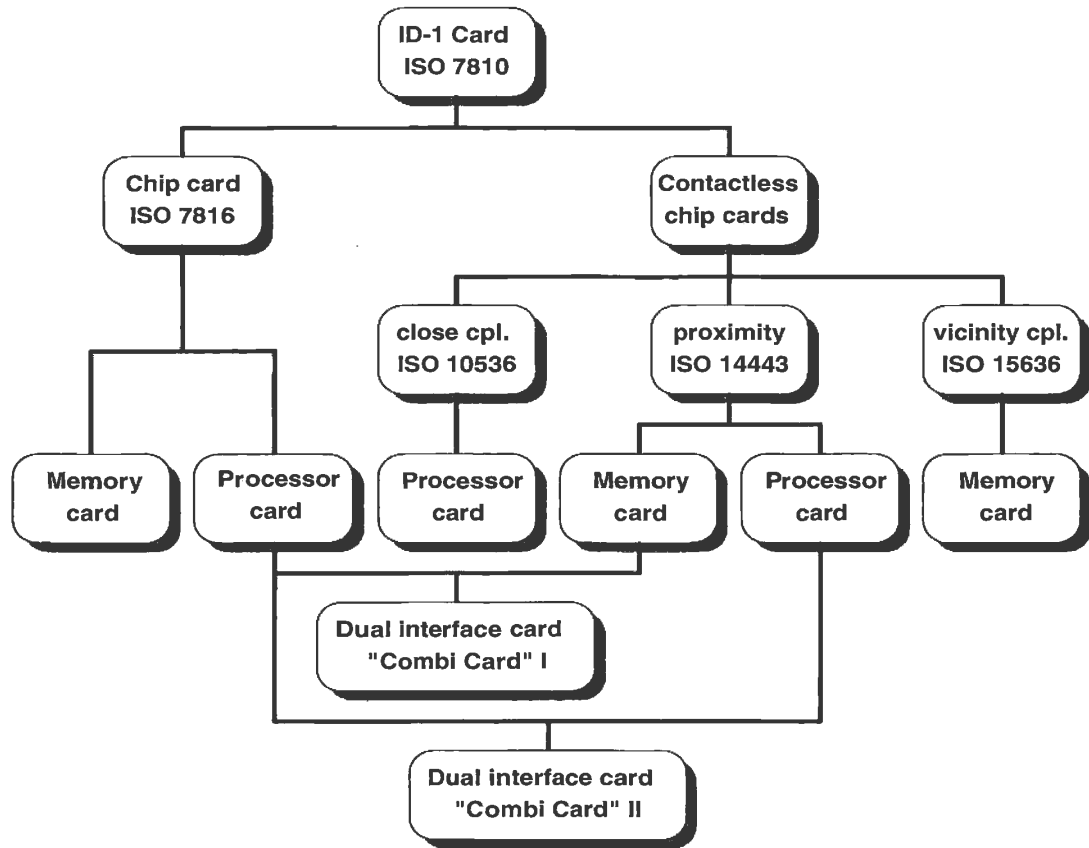 ID-1 Card
ISO 7810
Chip card
ISO 7816
Contactless
chip cards
close cpl.
ISO 10536
proximity
ISO 14443
vicinity cpl.
ISO 15636
Memory
card
Processor
card
Processor
card
Memory
card
Processor
card
Memory
card
Dual interface card
"Combi Card" I
Dual interface card
"Combi Card" II